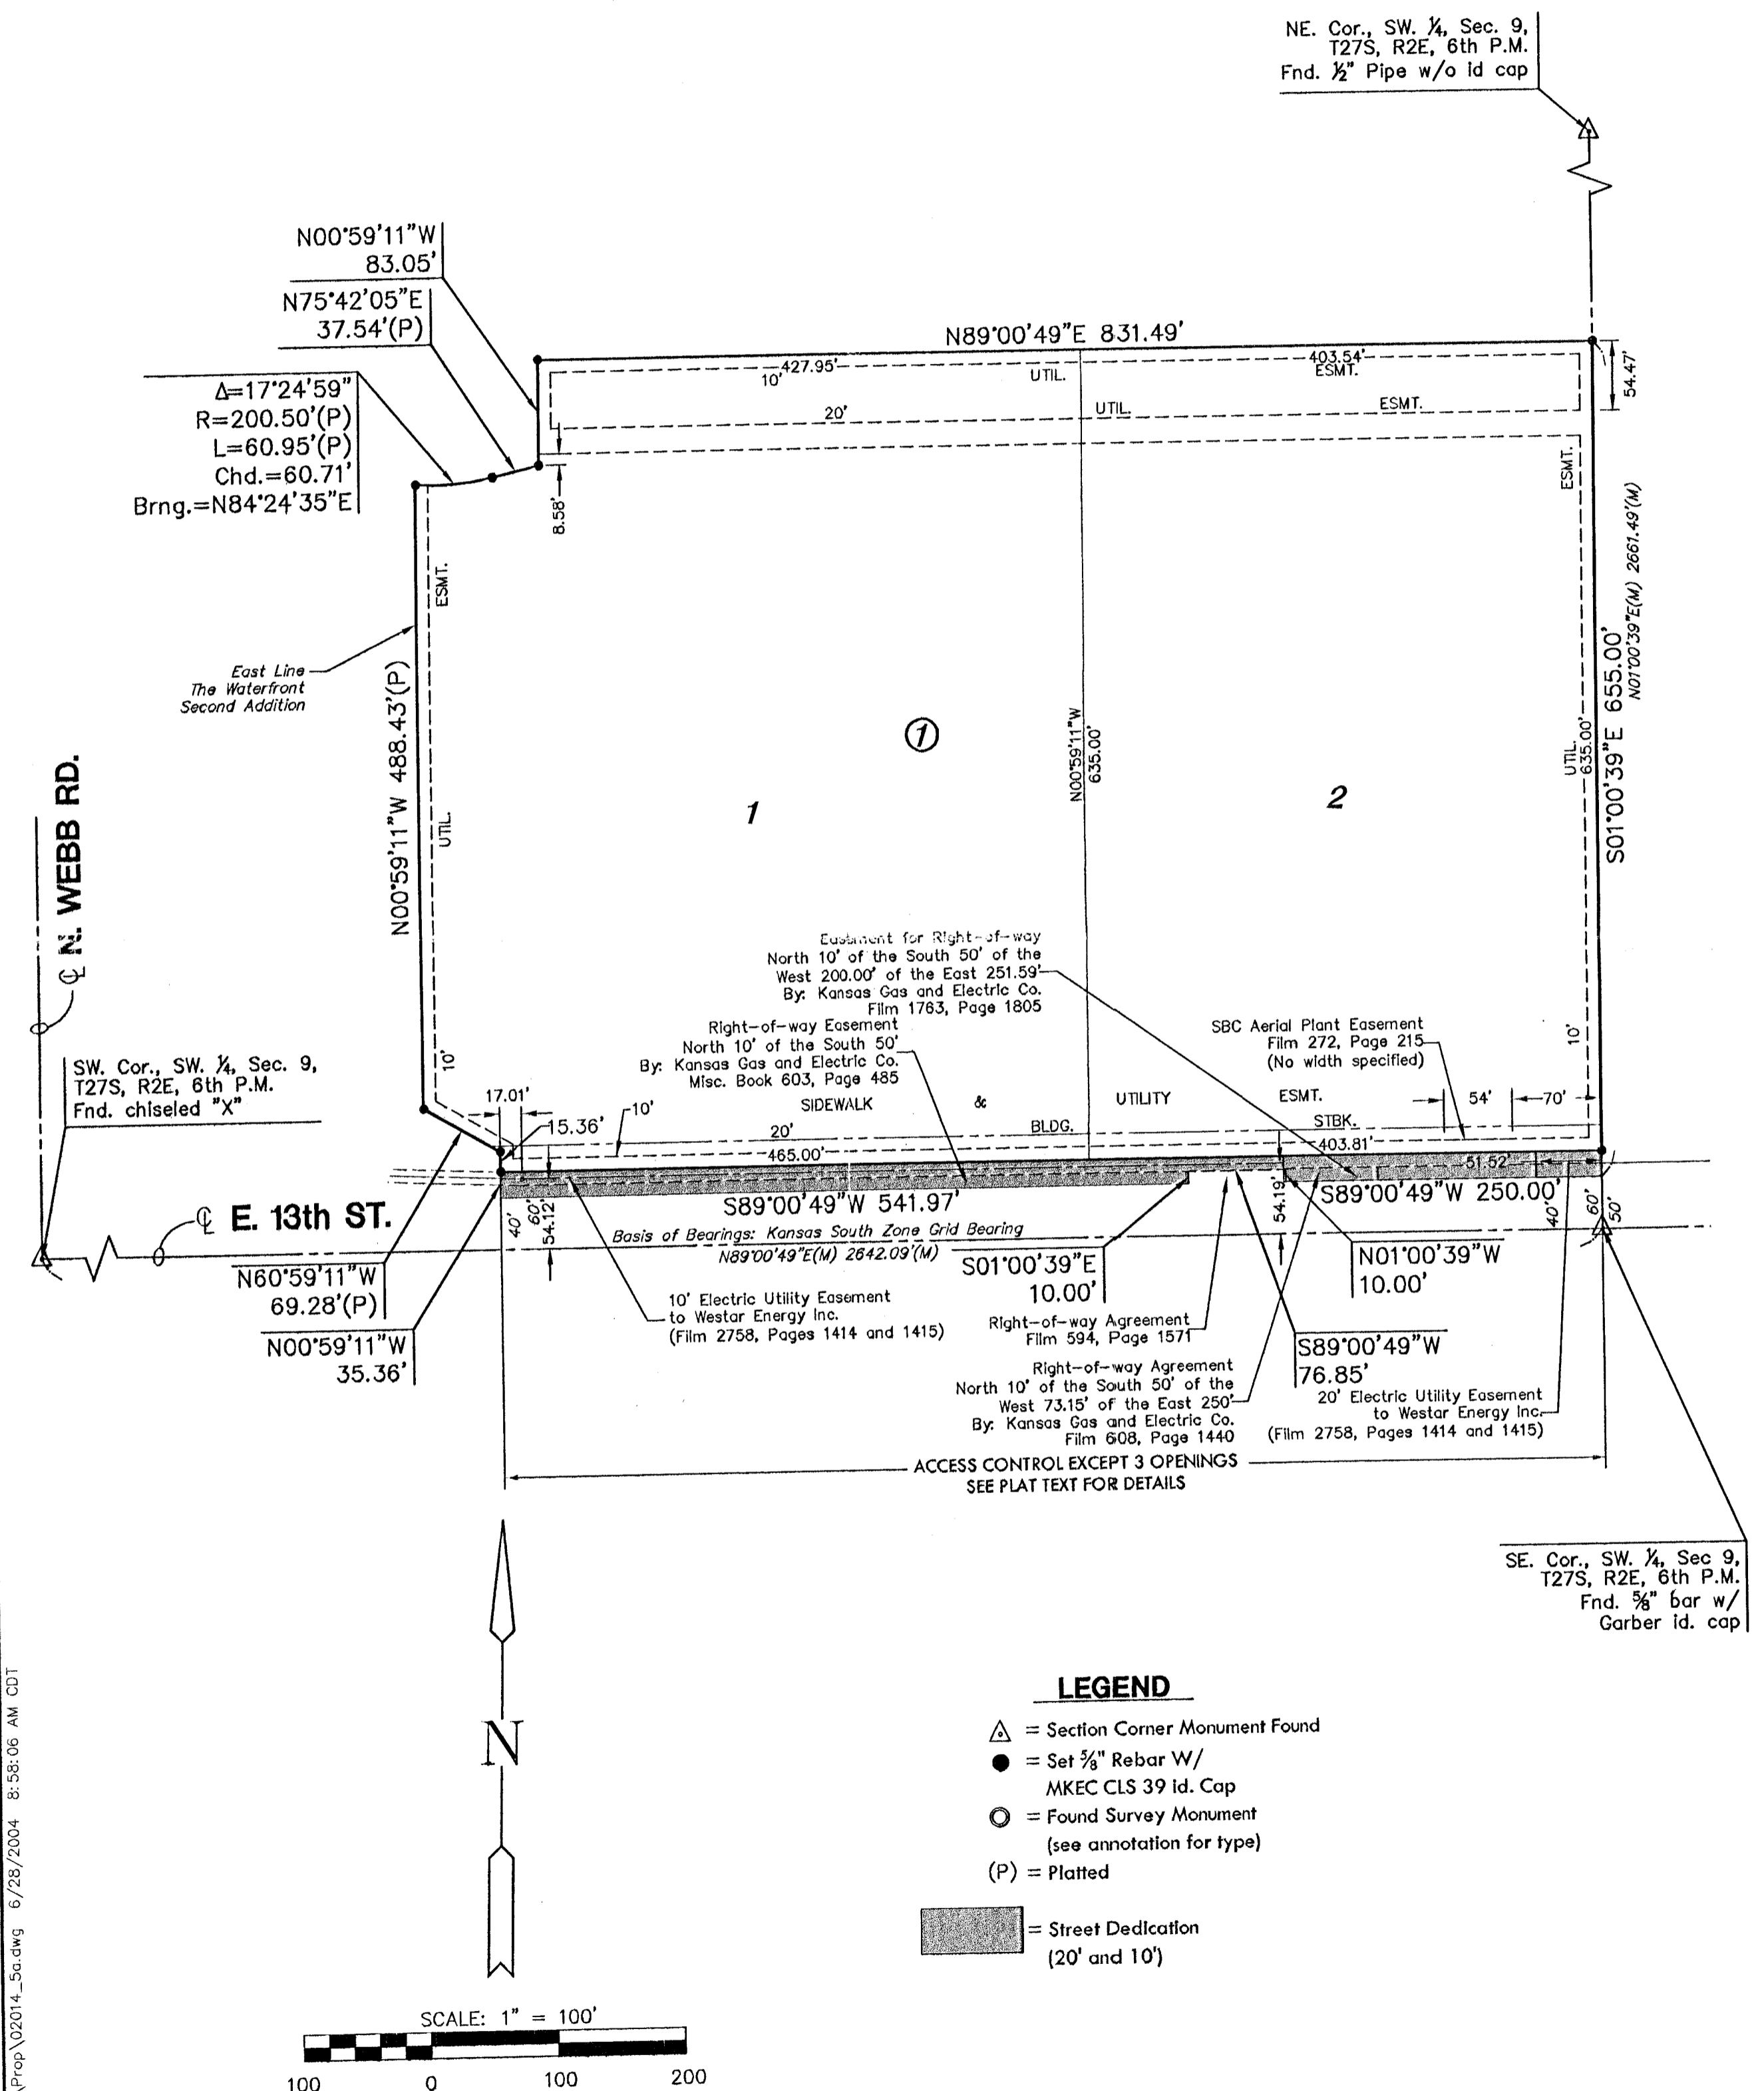 NE. Cor., SW. ¼, Sec. 9,
T27S, R2E, 6th P.M.
Fnd. ½" Pipe w/o id cap
N00°59'11"W
83.05'
N75°42'05"E
37.54'(P)
Δ=17°24'59"
R=200.50'(P)
L=60.95'(P)
Chd.=60.71'
Brng.=N84°24'35"E
N89°00'49"E 831.49'
427.95'
403.54'
10'
UTIL.
ESMT.
20'
UTIL.
ESMT.
54.47'
8.58'
ESMT.
ESMT.
N01°00'39"E(M) 2661.49'(M)
S01°00'39"E 655.00'
East Line
The Waterfront
Second Addition
N00°59'11"W 488.43'(P)
UTIL.
N00°59'11"W
635.00'
UTIL.
635.00'
1
1
2
℄ N. WEBB RD.
Easement for Right-of-way
North 10' of the South 50' of the
West 200.00' of the East 251.59'
By: Kansas Gas and Electric Co.
Film 1763, Page 1805
Right-of-way Easement
North 10' of the South 50'
By: Kansas Gas and Electric Co.
Misc. Book 603, Page 485
SBC Aerial Plant Easement
Film 272, Page 215
(No width specified)
10'
10'
SW. Cor., SW. ¼, Sec. 9,
T27S, R2E, 6th P.M.
Fnd. chiseled "X"
17.01'
15.36'
10'
SIDEWALK & UTILITY ESMT.
54'
70'
20'
BLDG.
STBK.
465.00'
403.81'
51.52'
S89°00'49"W 541.97'
S89°00'49"W 250.00'
40'
60'
54.12'
54.19'
40'
60'
50'
℄ E. 13th ST.
Basis of Bearings: Kansas South Zone Grid Bearing
N89°00'49"E(M) 2642.09'(M)
N60°59'11"W
69.28'(P)
N00°59'11"W
35.36'
S01°00'39"E
10.00'
N01°00'39"W
10.00'
10' Electric Utility Easement
to Westar Energy Inc.
(Film 2758, Pages 1414 and 1415)
Right-of-way Agreement
Film 594, Page 1571
S89°00'49"W
76.85'
Right-of-way Agreement
North 10' of the South 50' of the
West 73.15' of the East 250'
By: Kansas Gas and Electric Co.
Film 608, Page 1440
20' Electric Utility Easement
to Westar Energy Inc.
(Film 2758, Pages 1414 and 1415)
ACCESS CONTROL EXCEPT 3 OPENINGS
SEE PLAT TEXT FOR DETAILS
SE. Cor., SW. ¼, Sec 9,
T27S, R2E, 6th P.M.
Fnd. ⅝" bar w/
Garber id. cap
N
LEGEND
= Section Corner Monument Found
= Set ⅝" Rebar W/
MKEC CLS 39 id. Cap
= Found Survey Monument
(see annotation for type)
(P) = Platted
= Street Dedication
(20' and 10')
SCALE: 1" = 100'
100 0 100 200
\Prop\02014_5a.dwg 6/28/2004 8:58:06 AM CDT